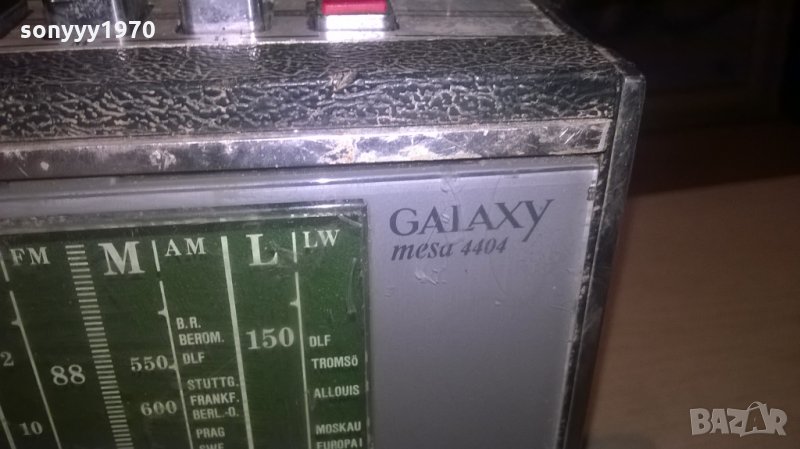 sonyyy1970
GALAXY
mesa 4404
FM M AM L LW
B.R.
BEROM.
150 DLF
550 DLF
TROMSÖ
2 88
STUTTG.
ALLOUIS
600 FRANKF.
BERL.-O.
10 PRAG
MOSKAU
EUROPA I
BAZAR